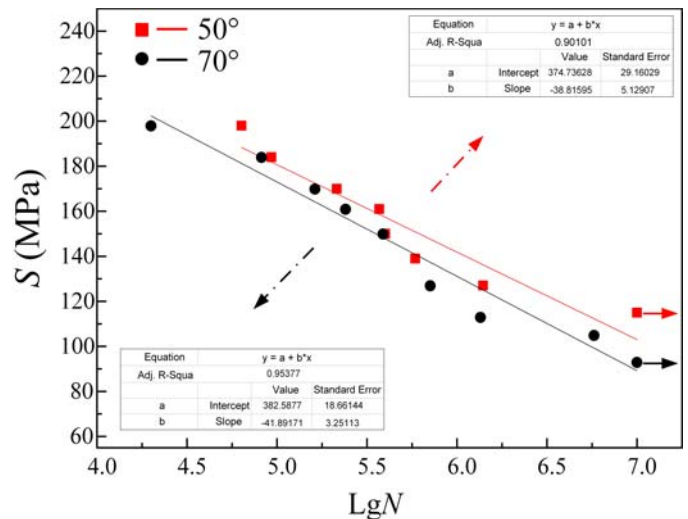 50°
70°
Equation y = a + b*x
Adj. R-Squa 0.90101
Value Standard Error
a Intercept 374.73628 29.16029
b Slope -38.81595 5.12907
S (MPa)
240
220
200
180
160
140
120
100
80
60
Equation y = a + b*x
Adj. R-Squa 0.95377
Value Standard Error
a Intercept 382.5877 18.66144
b Slope -41.89171 3.25113
4.0 4.5 5.0 5.5 6.0 6.5 7.0
LgN